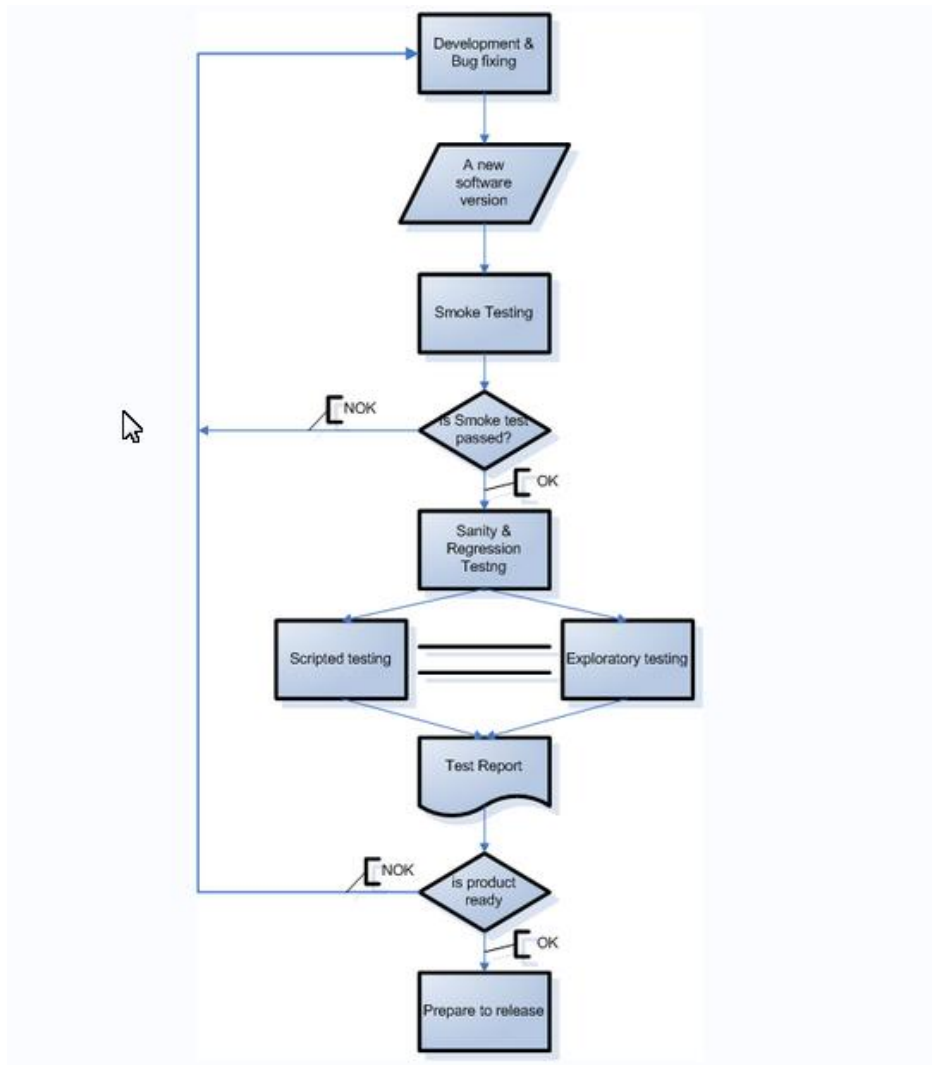 Development &
Bug fixing
A new
software
version
Smoke Testing
NOK
is Smoke test
passed?
OK
Sanity &
Regression
Testng
Scripted testing
Exploratory testing
Test Report
NOK
is product
ready
OK
Prepare to release